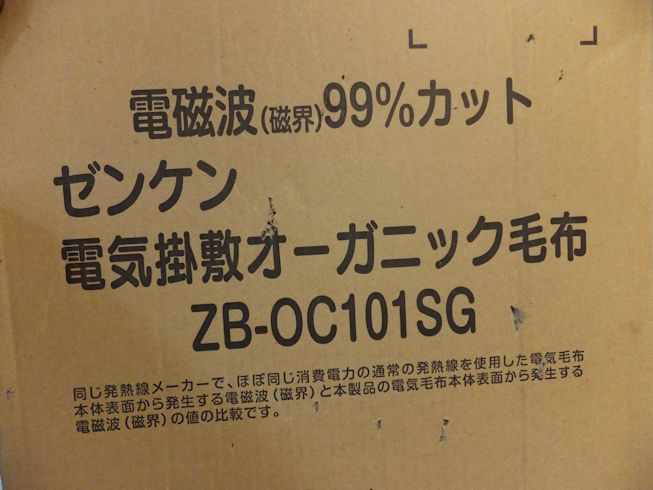 電磁波(磁界)99%カット
ゼンケン
電気掛敷オーガニック毛布
ZB-OC101SG
同じ発熱線メーカーで、ほぼ同じ消費電力の通常の発熱線を使用した電気毛布
本体表面から発生する電磁波(磁界)と本製品の電気毛布本体表面から発生する
電磁波(磁界)の値の比較です。